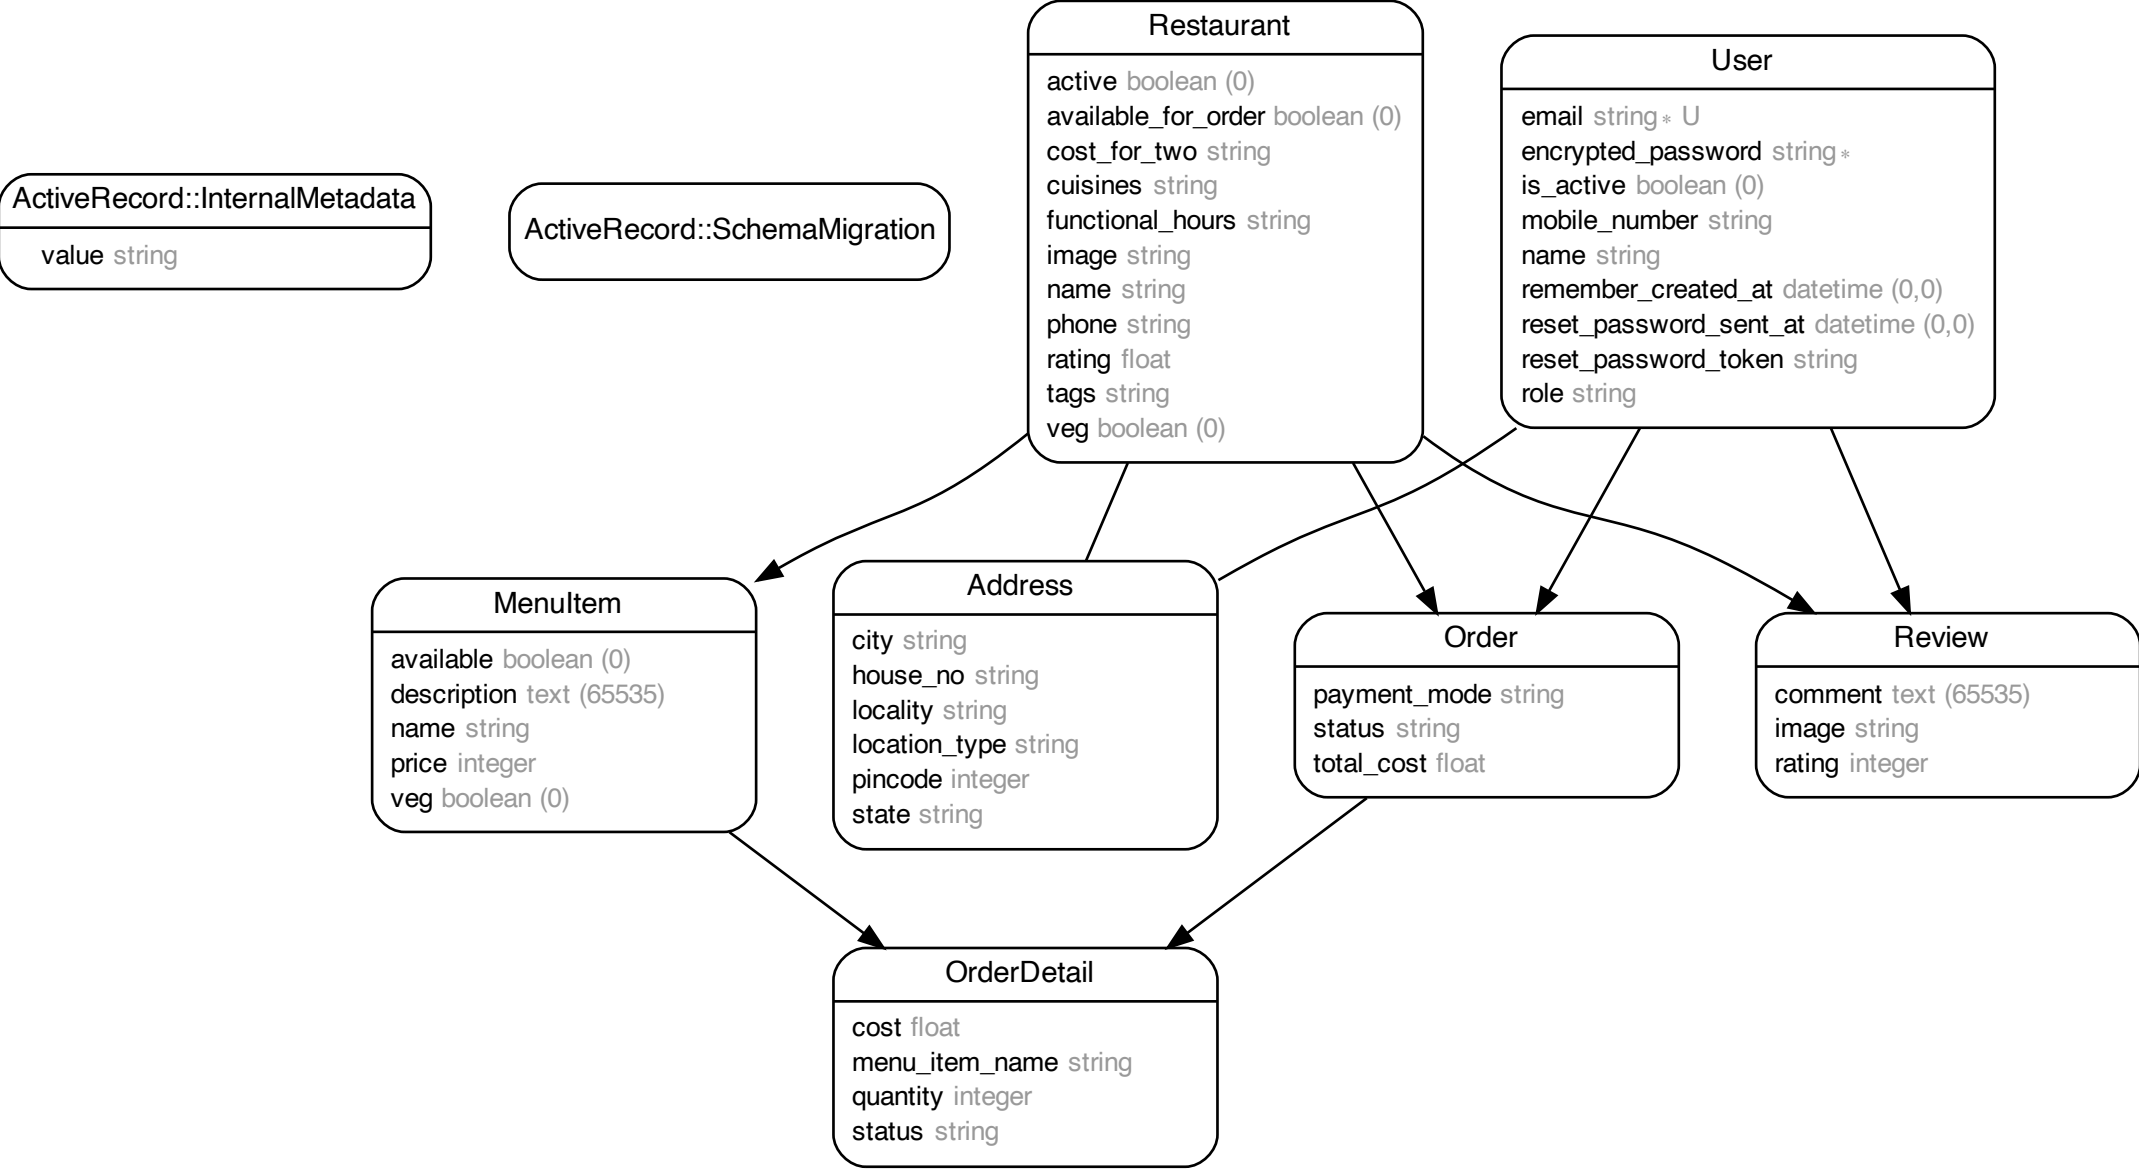 ActiveRecord::InternalMetadata
value string
ActiveRecord::SchemaMigration
Restaurant
active boolean (0)
available_for_order boolean (0)
cost_for_two string
cuisines string
functional_hours string
image string
name string
phone string
rating float
tags string
veg boolean (0)
User
email string∗ U
encrypted_password string∗
is_active boolean (0)
mobile_number string
name string
remember_created_at datetime (0,0)
reset_password_sent_at datetime (0,0)
reset_password_token string
role string
MenuItem
available boolean (0)
description text (65535)
name string
price integer
veg boolean (0)
Address
city string
house_no string
locality string
location_type string
pincode integer
state string
Order
payment_mode string
status string
total_cost float
Review
comment text (65535)
image string
rating integer
OrderDetail
cost float
menu_item_name string
quantity integer
status string